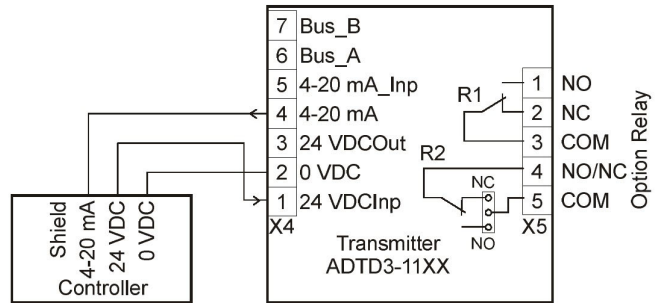 7 Bus_B
6 Bus_A
5 4-20 mA_Inp
4 4-20 mA
3 24 VDCOut
2 0 VDC
1 24 VDCInp
X4
R1
R2
NC
NO
1 NO
2 NC
3 COM
4 NO/NC
5 COM
X5
Option Relay
Transmitter
ADTD3-11XX
Shield
4-20 mA
24 VDC
0 VDC
Controller